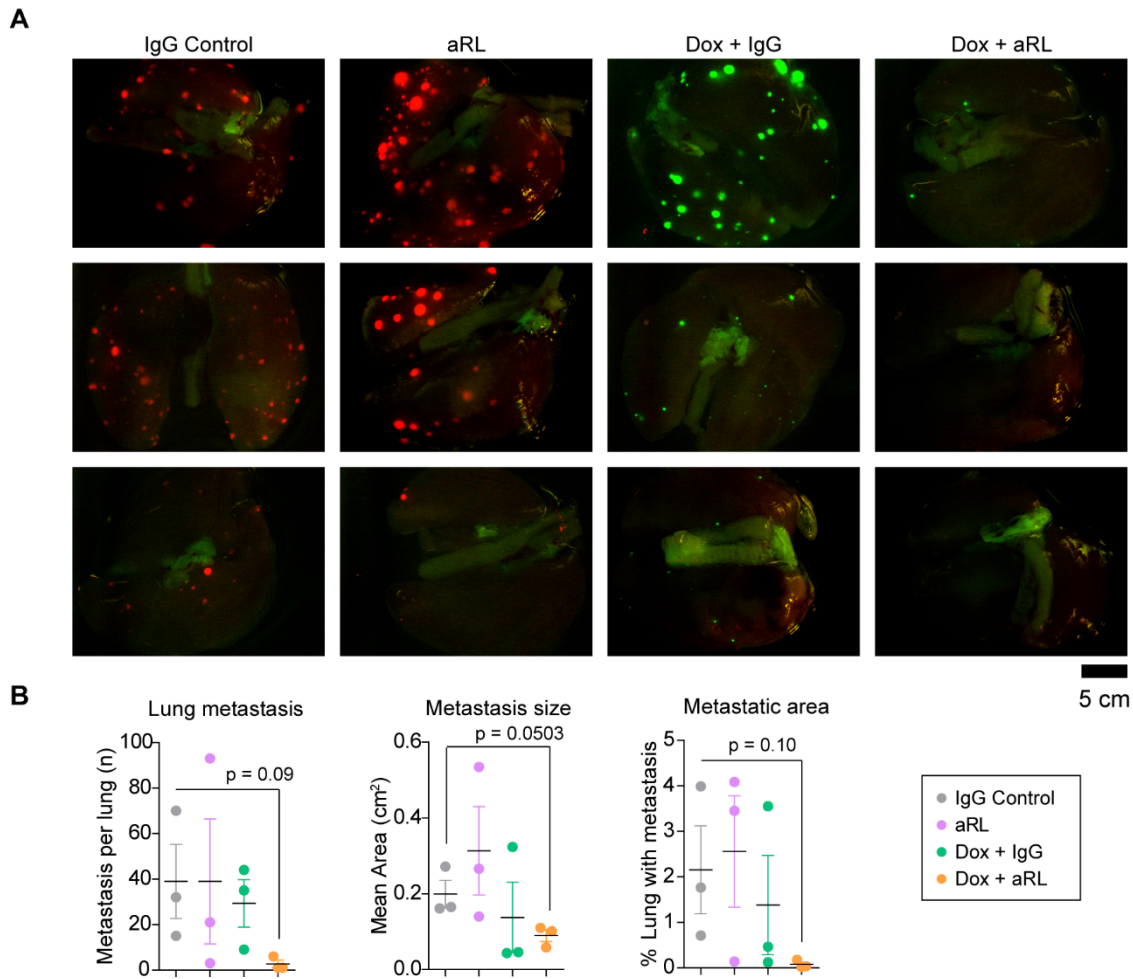 A
IgG Control
aRL
Dox + IgG
Dox + aRL
5 cm
B
Lung metastasis
Metastasis per lung (n)
100
80
60
40
20
0
p = 0.09
Metastasis size
Mean Area (cm²)
0.6
0.4
0.2
0.0
p = 0.0503
Metastatic area
% Lung with metastasis
5
4
3
2
1
0
p = 0.10
IgG Control
aRL
Dox + IgG
Dox + aRL